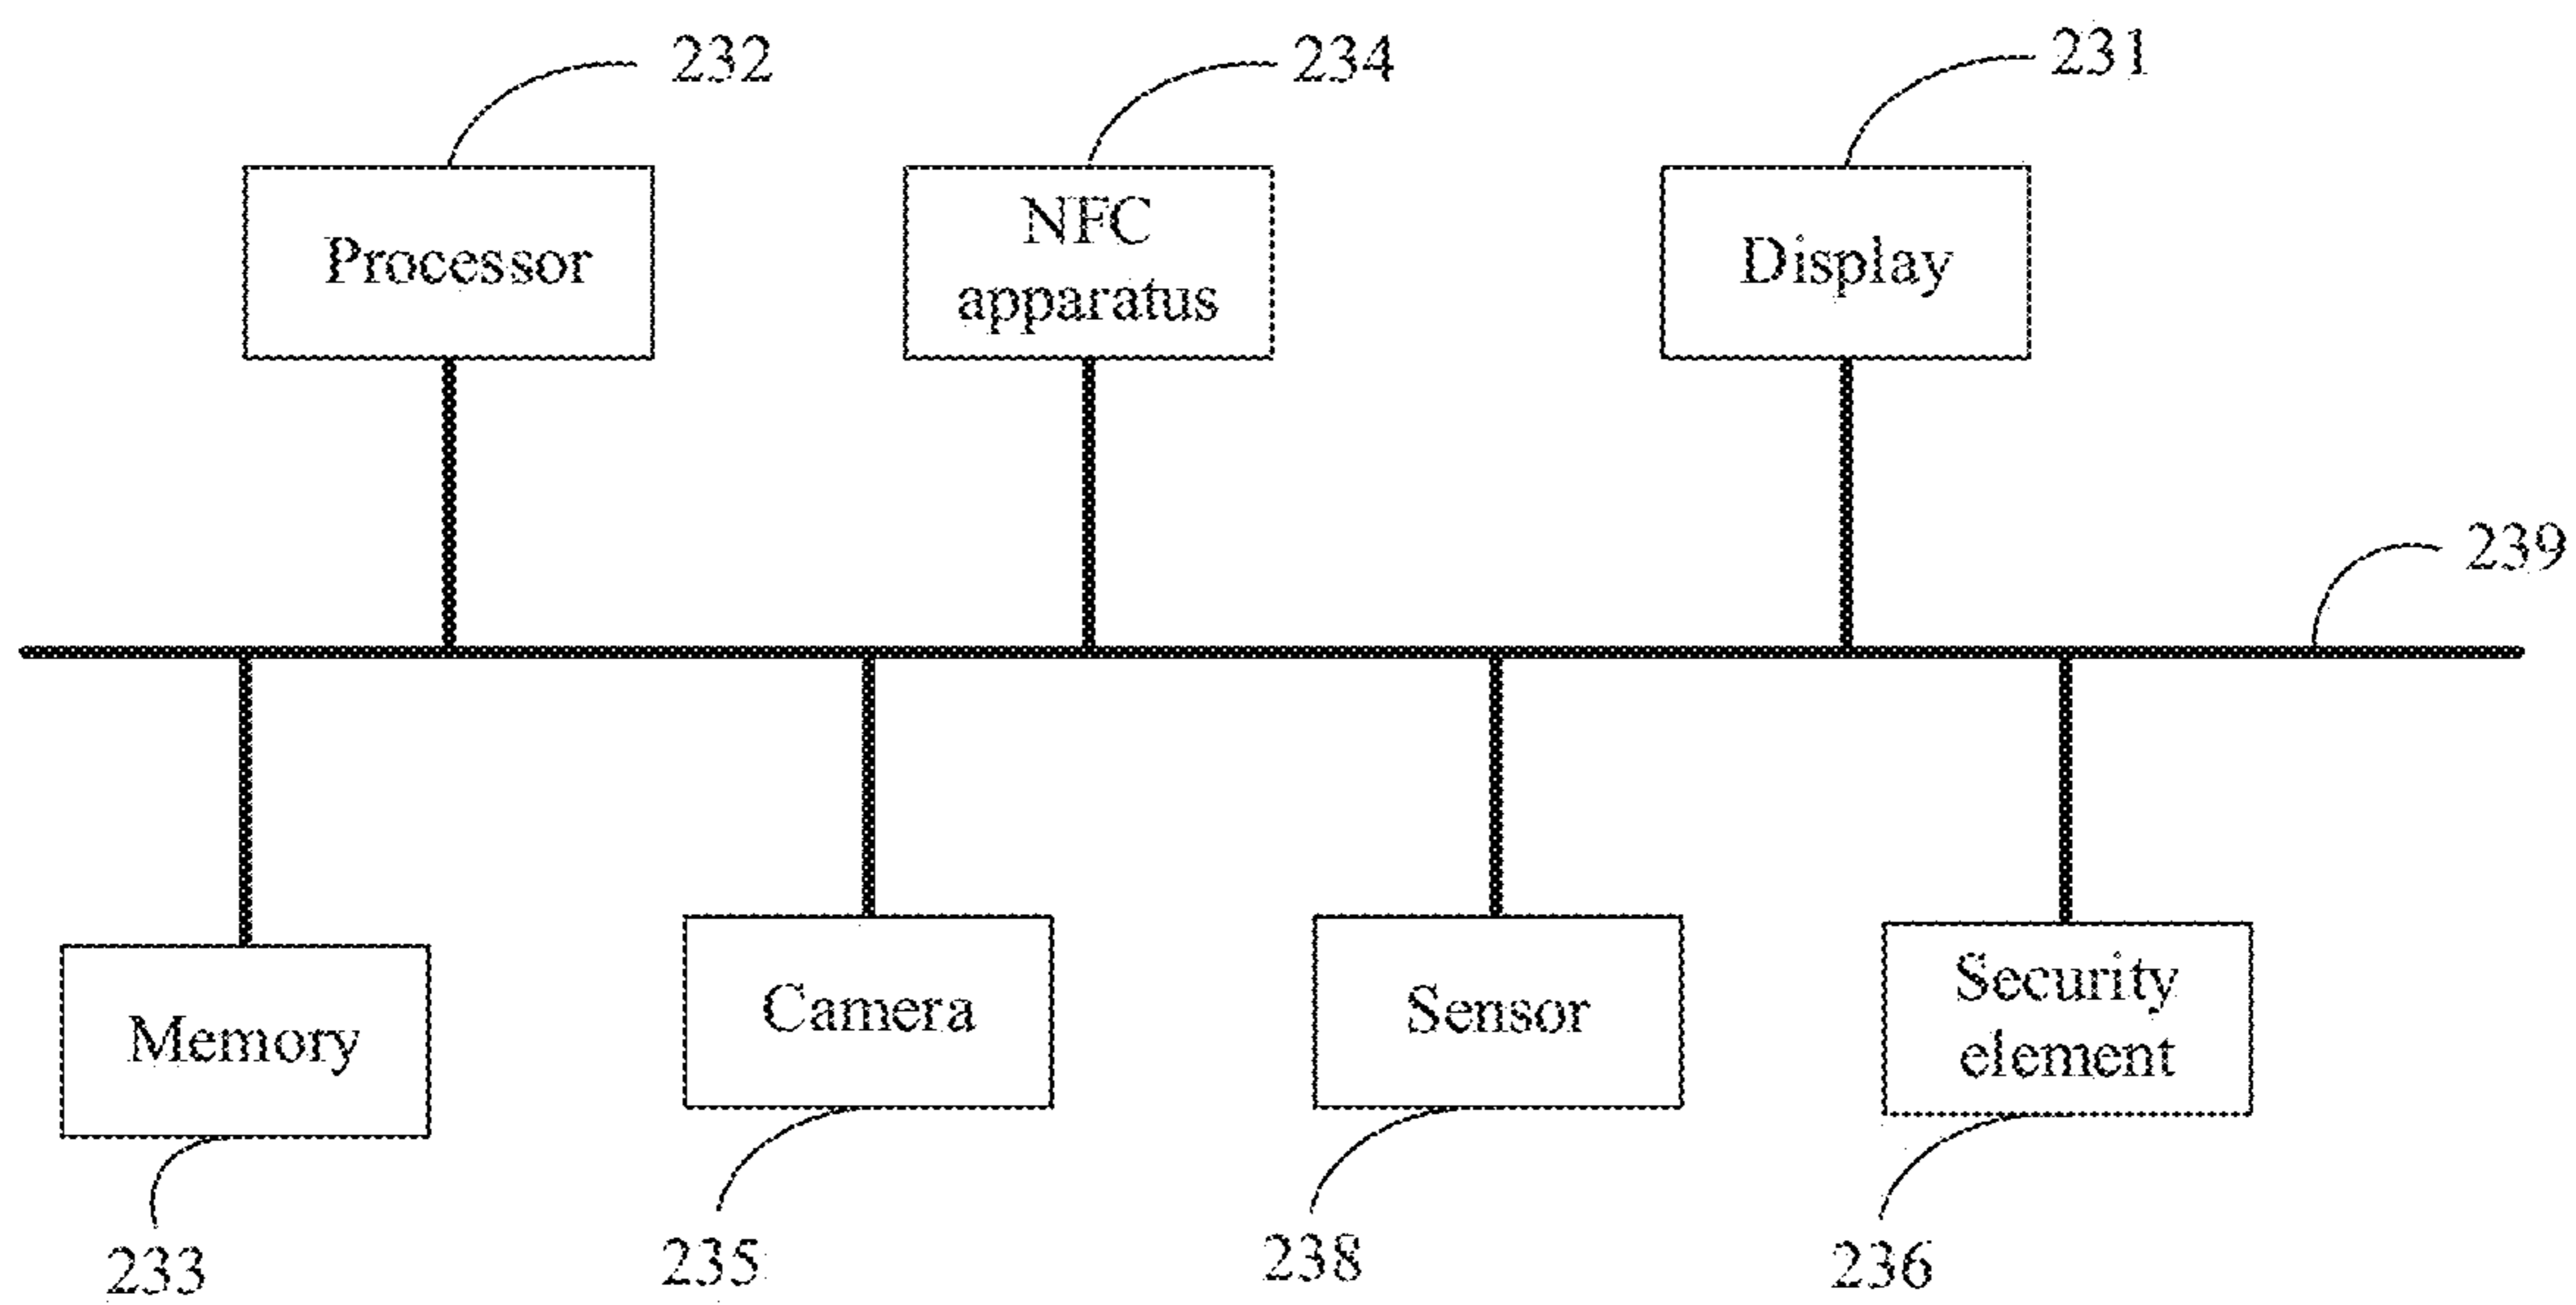 232
234
231
Processor
NFC
apparatus
Display
239
Memory
Camera
Sensor
Security
element
233
235
238
236